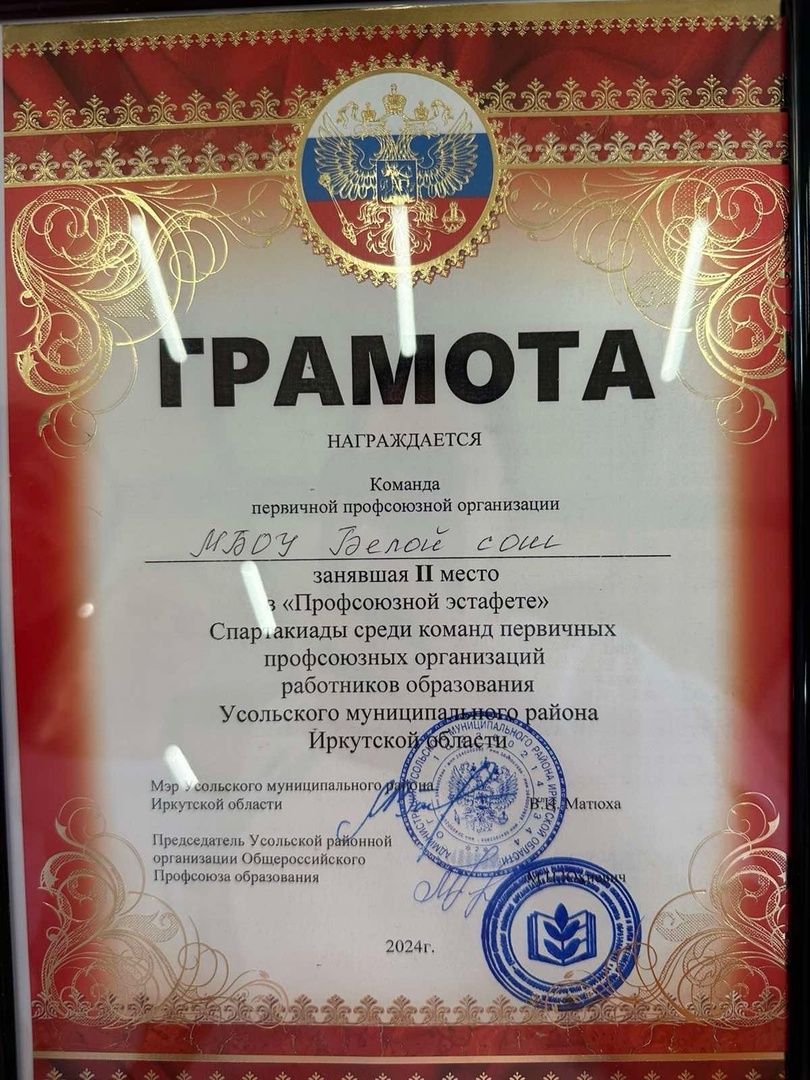 ГРАМОТА
НАГРАЖДАЕТСЯ
Команда
первичной профсоюзной организации
МБОУ Белой сош
занявшая II место
в «Профсоюзной эстафете»
Спартакиады среди команд первичных
профсоюзных организаций
работников образования
Усольского муниципального района
Иркутской области
Мэр Усольского муниципального района
Иркутской области В.И. Матюха
Председатель Усольской районной
организации Общероссийского
Профсоюза образования
2024г.